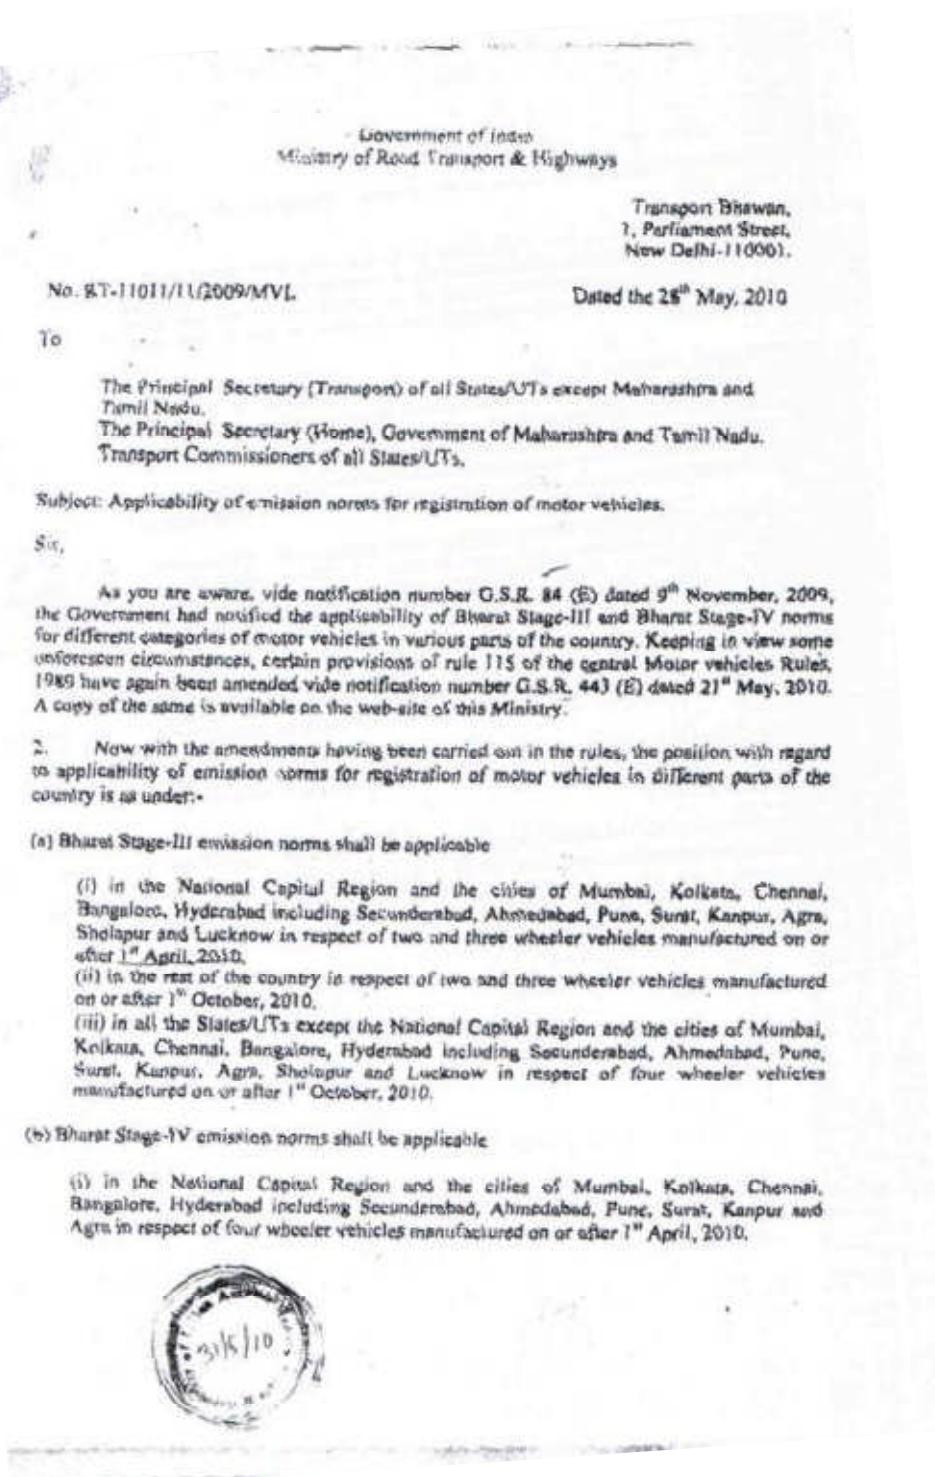 Government of India
Ministry of Road Transport & Highways
Transport Bhawan,
1, Parliament Street,
New Delhi-110001.
No. RT-11011/11/2009/MVL
Dated the 28th May, 2010
To
The Principal Secretary (Transport) of all States/UTs except Maharashtra and
Tamil Nadu.
The Principal Secretary (Home), Government of Maharashtra and Tamil Nadu.
Transport Commissioners of all States/UTs.
Subject: Applicability of emission norms for registration of motor vehicles.
Sir,
As you are aware, vide notification number G.S.R. 84 (E) dated 9th November, 2009,
the Government had notified the applicability of Bharat Stage-III and Bharat Stage-IV norms
for different categories of motor vehicles in various parts of the country. Keeping in view some
unforeseen circumstances, certain provisions of rule 115 of the central Motor vehicles Rules,
1989 have again been amended vide notification number G.S.R. 443 (E) dated 21st May, 2010.
A copy of the same is available on the web-site of this Ministry.
2. Now with the amendments having been carried out in the rules, the position with regard
to applicability of emission norms for registration of motor vehicles in different parts of the
country is as under:-
(a) Bharat Stage-III emission norms shall be applicable
(i) in the National Capital Region and the cities of Mumbai, Kolkata, Chennai,
Bangalore, Hyderabad including Secunderabad, Ahmedabad, Pune, Surat, Kanpur, Agra,
Sholapur and Lucknow in respect of two and three wheeler vehicles manufactured on or
after 1st April, 2010.
(ii) in the rest of the country in respect of two and three wheeler vehicles manufactured
on or after 1st October, 2010.
(iii) in all the States/UTs except the National Capital Region and the cities of Mumbai,
Kolkata, Chennai, Bangalore, Hyderabad including Secunderabad, Ahmedabad, Pune,
Surat, Kanpur, Agra, Sholapur and Lucknow in respect of four wheeler vehicles
manufactured on or after 1st October, 2010.
(b) Bharat Stage-IV emission norms shall be applicable
(i) in the National Capital Region and the cities of Mumbai, Kolkata, Chennai,
Bangalore, Hyderabad including Secunderabad, Ahmedabad, Pune, Surat, Kanpur and
Agra in respect of four wheeler vehicles manufactured on or after 1st April, 2010.
31/5/10